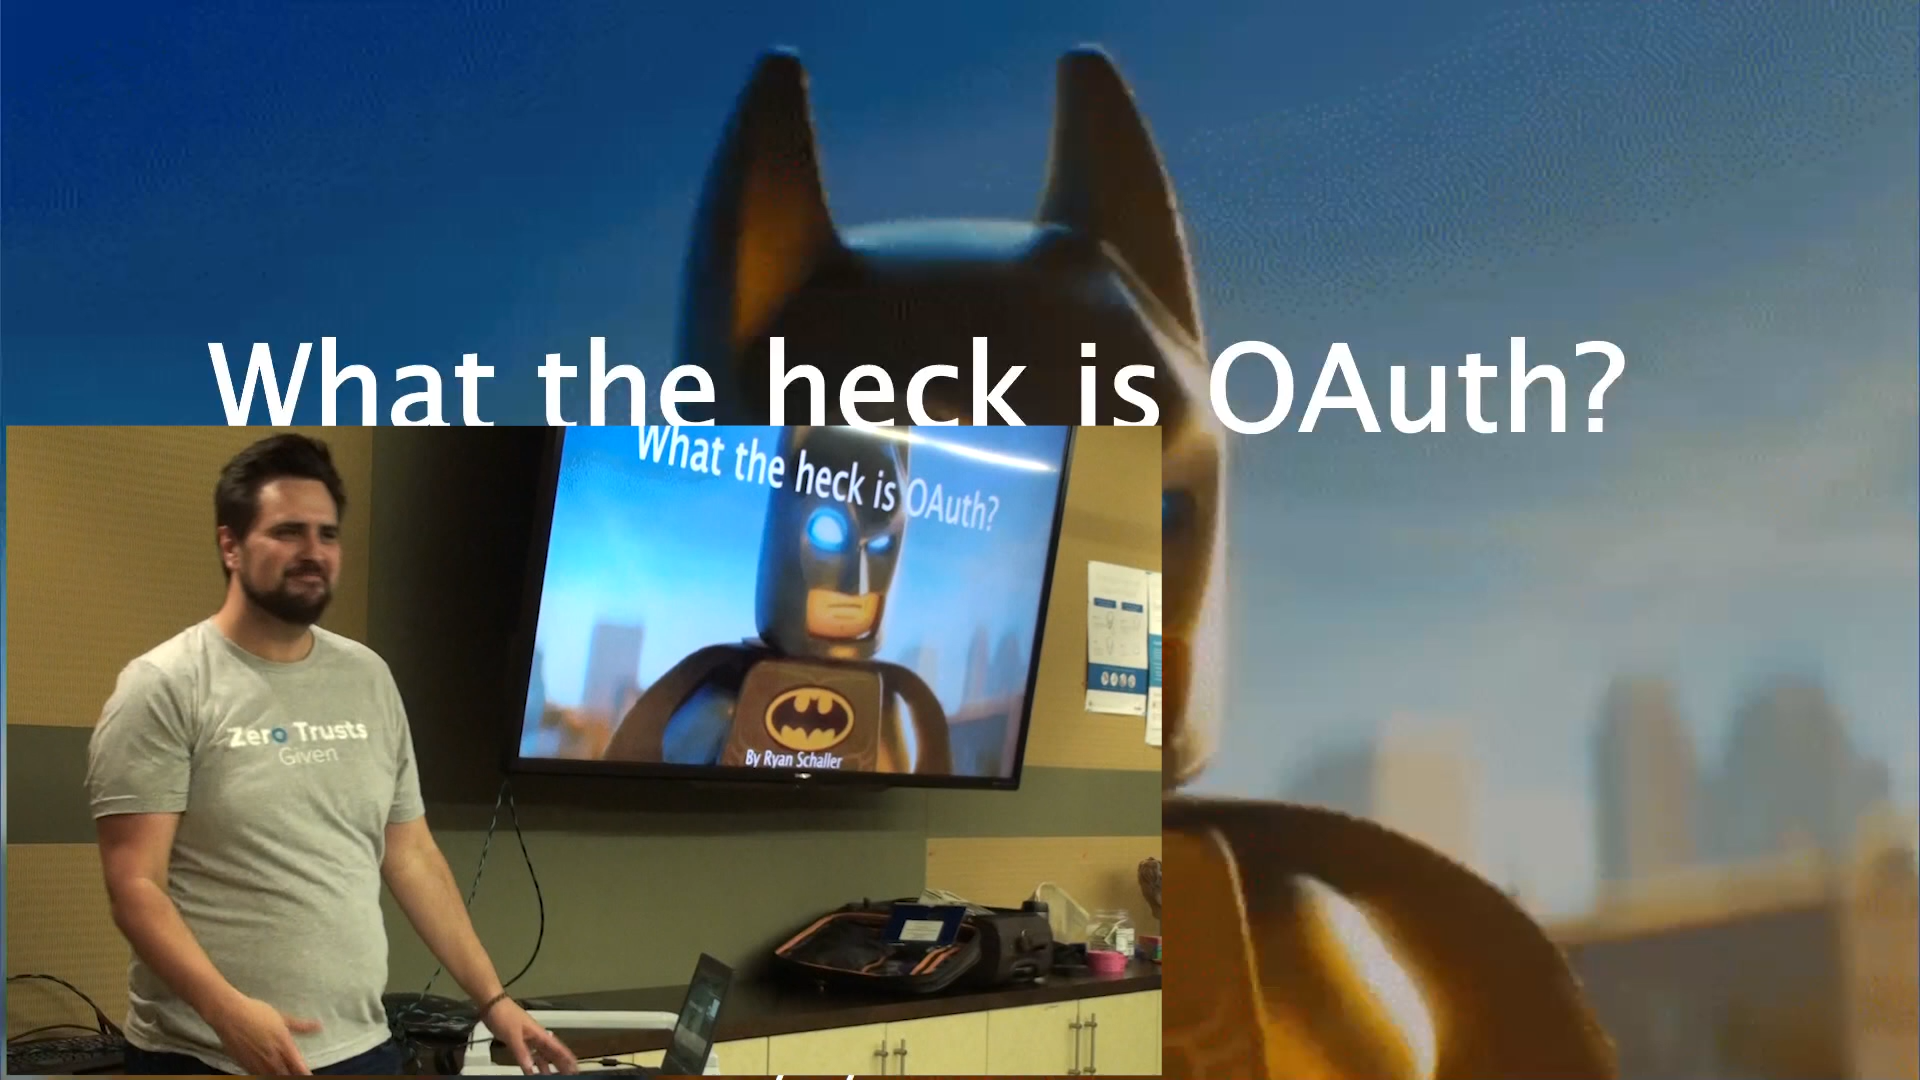 What the heck is OAuth?
What the heck is OAuth?
By Ryan Schaller
Zero Trusts
Given